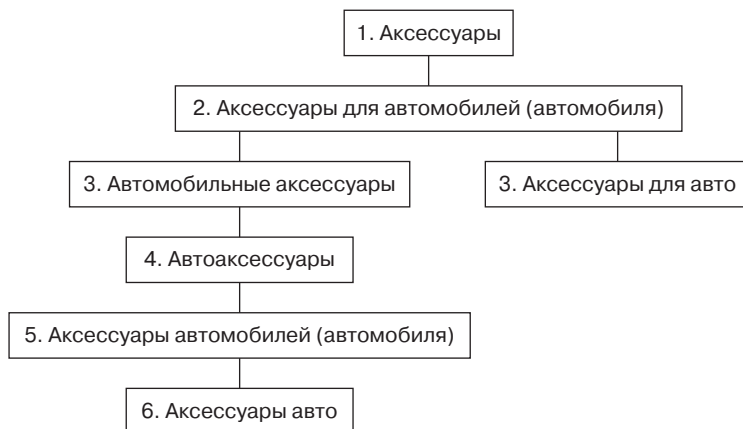 1. Аксессуары
2. Аксессуары для автомобилей (автомобиля)
3. Автомобильные аксессуары
3. Аксессуары для авто
4. Автоаксессуары
5. Аксессуары автомобилей (автомобиля)
6. Аксессуары авто